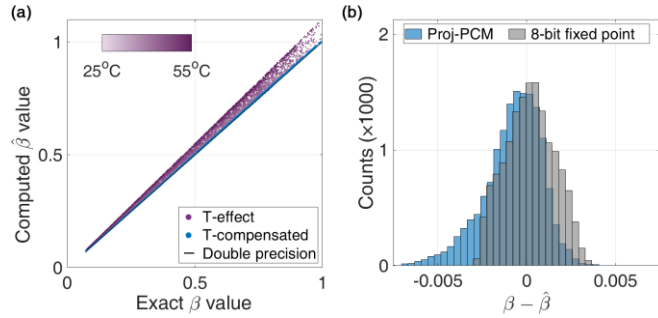 (a)
1
25°C
55°C
0.5
0
T-effect
T-compensated
Double precision
0
0.5
1
Computed β̂ value
Exact β value
(b)
Proj-PCM
8-bit fixed point
2
1
0
-0.005
0
0.005
Counts (×1000)
β − β̂